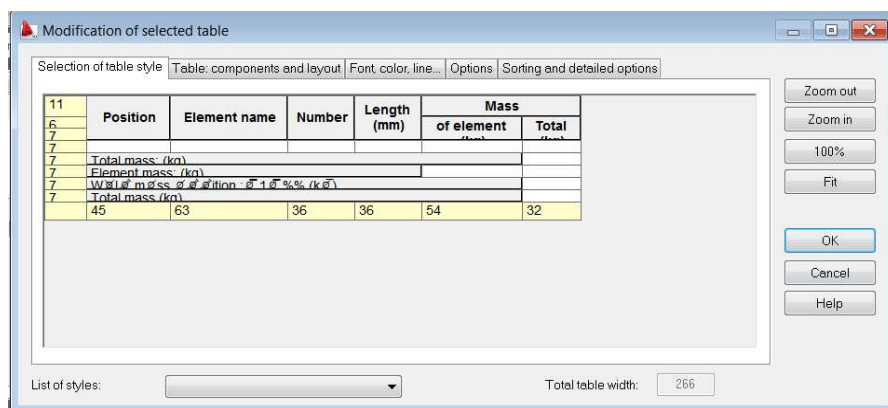 Modification of selected table
Selection of table style Table: components and layout Font, color, line... Options Sorting and detailed options
11 Position Element name Number Length (mm) Mass
6 of element Total
7 (kg) (kg)
7
7 Total mass: (kg)
7 Element mass: (kg)
7
7 Total mass (kg)
45 63 36 36 54 32
Zoom out
Zoom in
100%
Fit
OK
Cancel
Help
List of styles: Total table width: 266